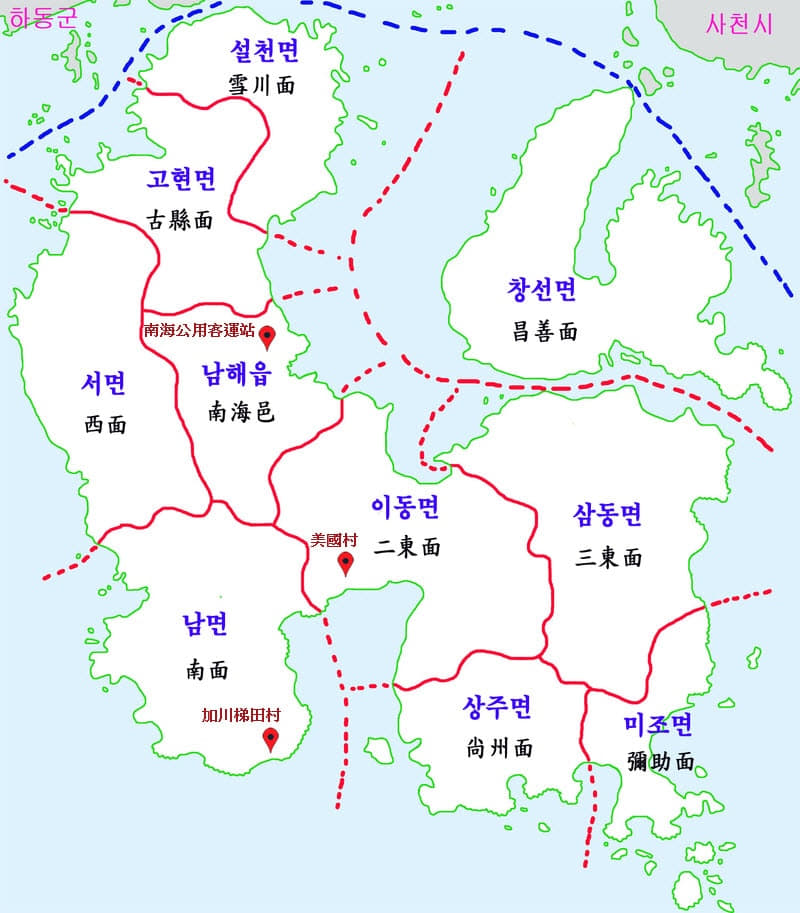 하동군
사천시
설천면
雪川面
고현면
古縣面
창선면
昌善面
南海公用客運站
남해읍
南海邑
서면
西面
이동면
二東面
삼동면
三東面
美國村
남면
南面
加川梯田村
상주면
尙州面
미조면
彌助面